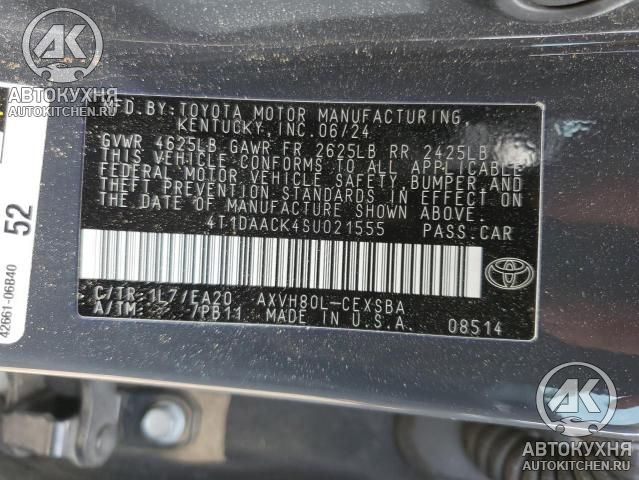 AK
АВТОКУХНЯ
AUTOKITCHEN.RU
MFD.BY: TOYOTA MOTOR MANUFACTURING,
KENTUCKY, INC. 06/24
GVWR 4625LB GAWR FR 2625LB RR 2425LB
THIS VEHICLE CONFORMS TO ALL APPLICABLE
FEDERAL MOTOR VEHICLE SAFETY, BUMPER AND
THEFT PREVENTION STANDARDS IN EFFECT ON
THE DATE OF MANUFACTURE SHOWN ABOVE.
4T1DAACK4SU021555 PASS.CAR
C/TR: 1L7/EA20 AXVH80L-CEXSBA
A/TM: - 7PB11 MADE IN U.S.A. 08514
52
42661-06B40
AK
АВТОКУХНЯ
AUTOKITCHEN.RU